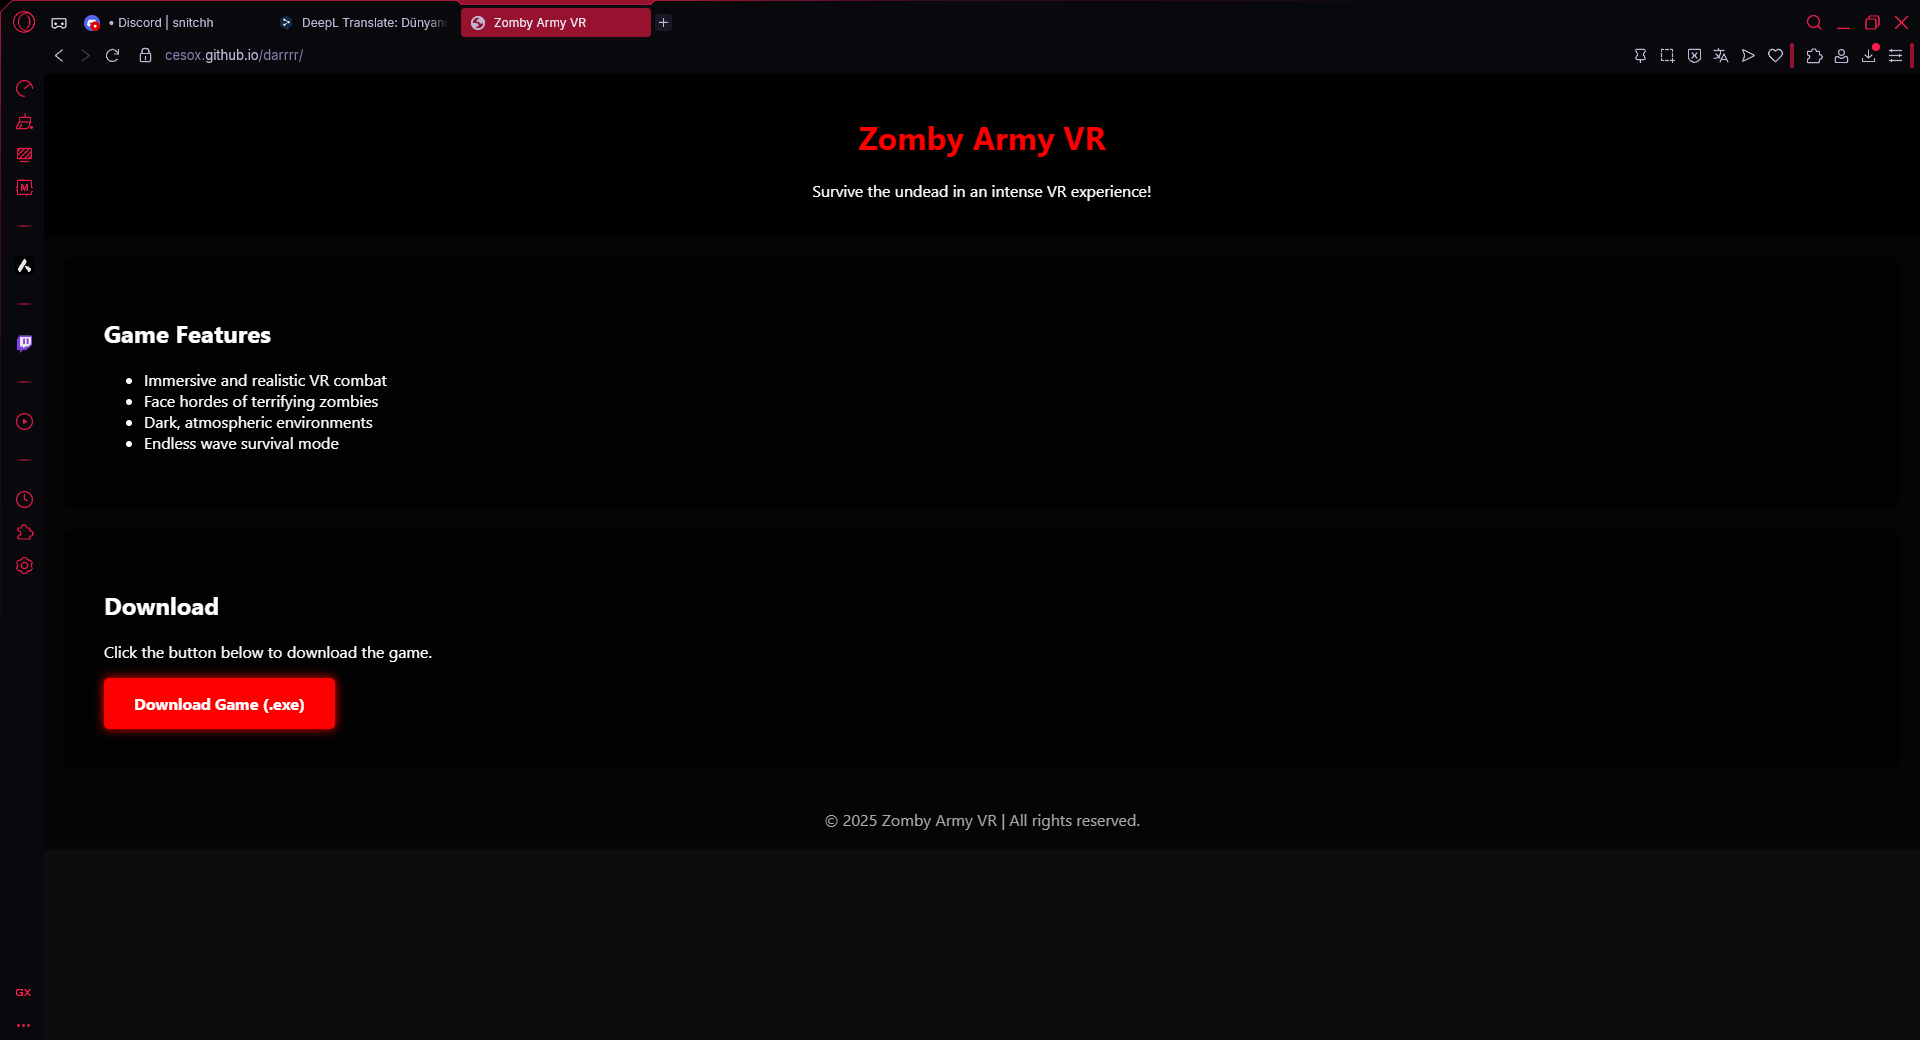 • Discord | snitchh
DeepL Translate: Dünyanı
Zomby Army VR
cesox.github.io/darrrr/
Zomby Army VR
Survive the undead in an intense VR experience!
Game Features
• Immersive and realistic VR combat
• Face hordes of terrifying zombies
• Dark, atmospheric environments
• Endless wave survival mode
Download
Click the button below to download the game.
Download Game (.exe)
© 2025 Zomby Army VR | All rights reserved.
M
GX